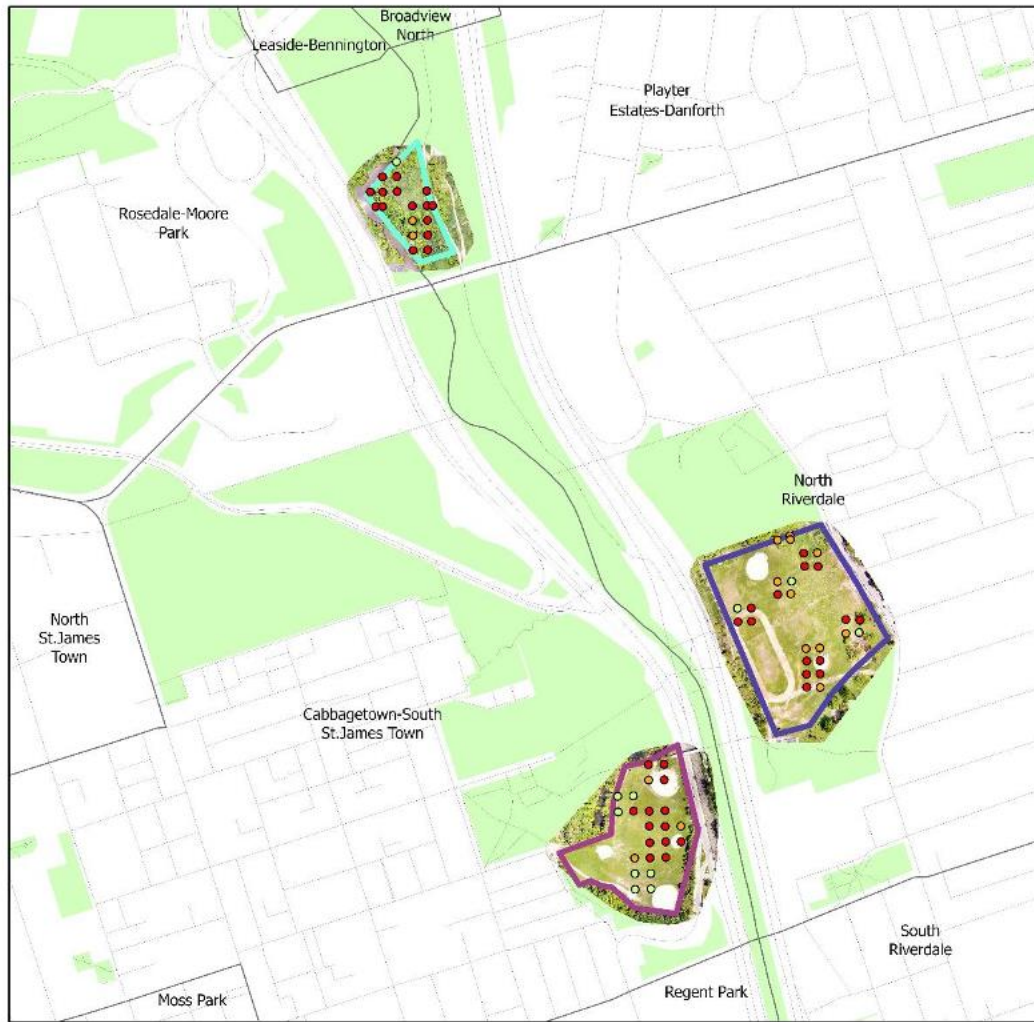 Broadview
North
Leaside-Bennington
Playter
Estates-Danforth
Rosedale-Moore
Park
North
Riverdale
North
St.James
Town
Cabbagetown-South
St.James Town
South
Riverdale
Regent Park
Moss Park